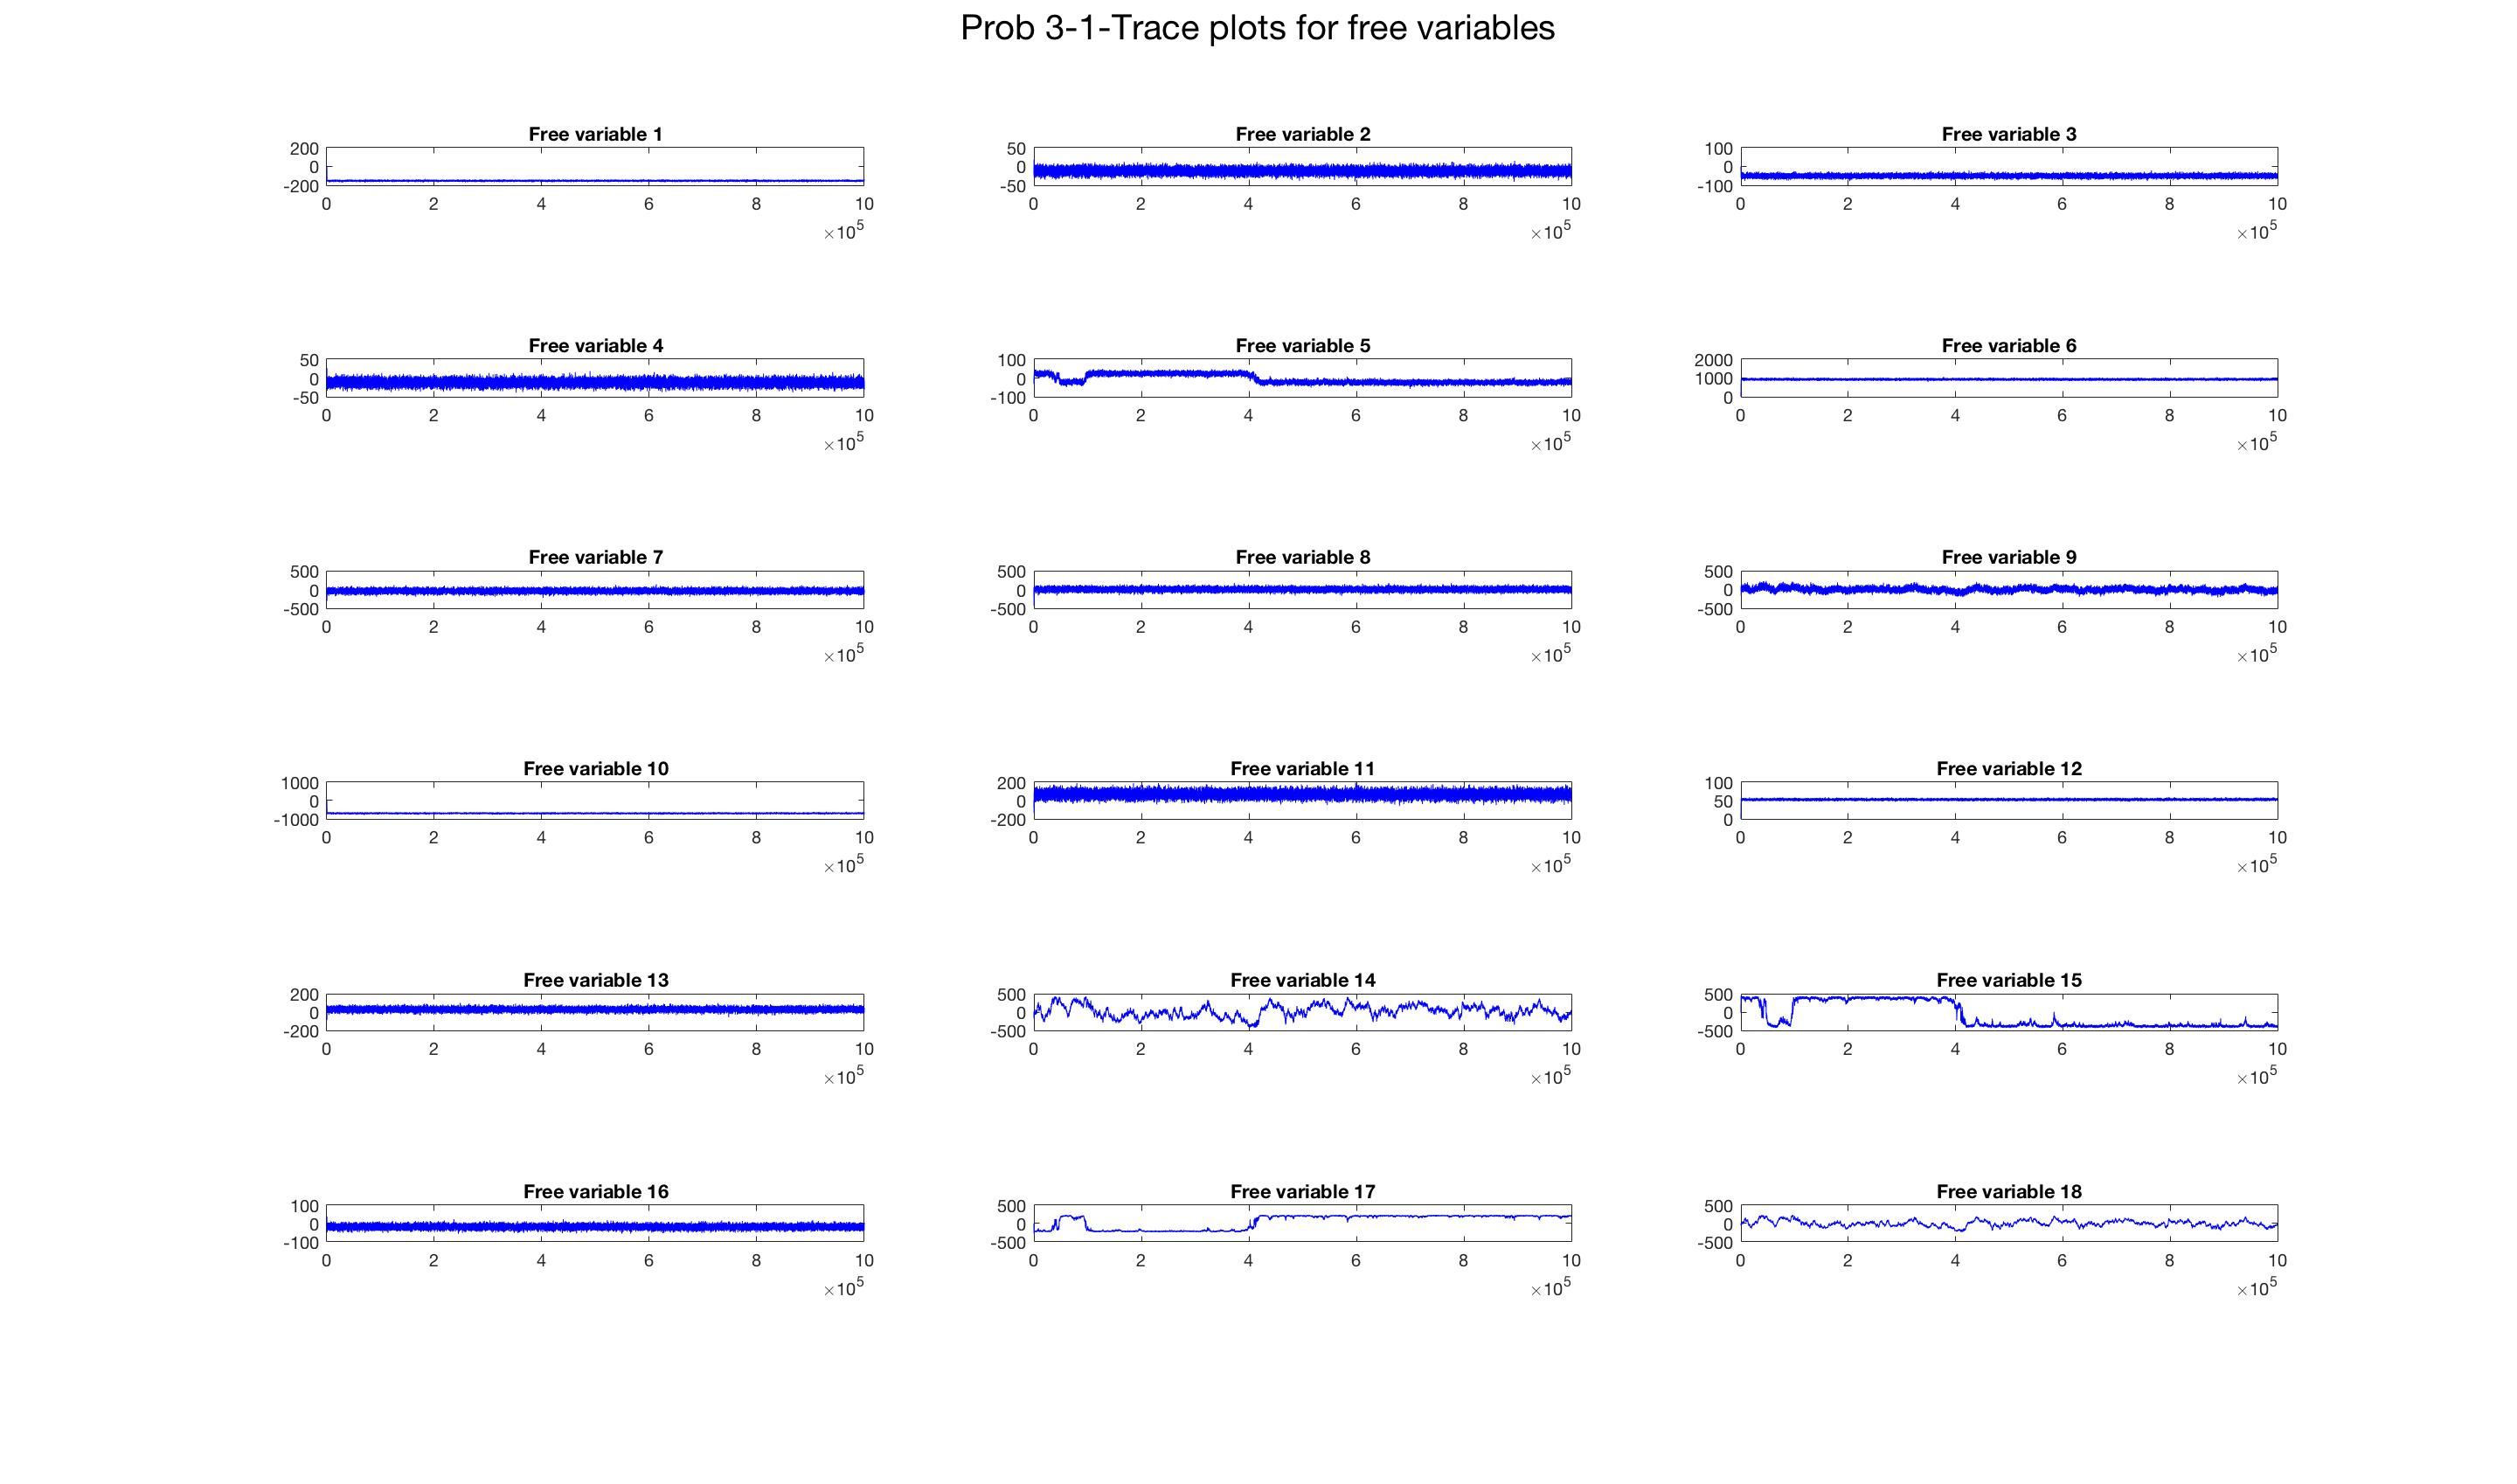 Prob 3-1-Trace plots for free variables
Free variable 1 Free variable 2 Free variable 3
200 50 100
0 0 0
-200 -50 -100
0 2 4 6 8 10 0 2 4 6 8 10 0 2 4 6 8 10
×10^5 ×10^5 ×10^5
Free variable 4 Free variable 5 Free variable 6
50 100 2000
0 0 1000
-50 -100 0
0 2 4 6 8 10 0 2 4 6 8 10 0 2 4 6 8 10
×10^5 ×10^5 ×10^5
Free variable 7 Free variable 8 Free variable 9
500 500 500
0 0 0
-500 -500 -500
0 2 4 6 8 10 0 2 4 6 8 10 0 2 4 6 8 10
×10^5 ×10^5 ×10^5
Free variable 10 Free variable 11 Free variable 12
1000 200 100
0 0 50
-1000 -200 0
0 2 4 6 8 10 0 2 4 6 8 10 0 2 4 6 8 10
×10^5 ×10^5 ×10^5
Free variable 13 Free variable 14 Free variable 15
200 500 500
0 0 0
-200 -500 -500
0 2 4 6 8 10 0 2 4 6 8 10 0 2 4 6 8 10
×10^5 ×10^5 ×10^5
Free variable 16 Free variable 17 Free variable 18
100 500 500
0 0 0
-100 -500 -500
0 2 4 6 8 10 0 2 4 6 8 10 0 2 4 6 8 10
×10^5 ×10^5 ×10^5